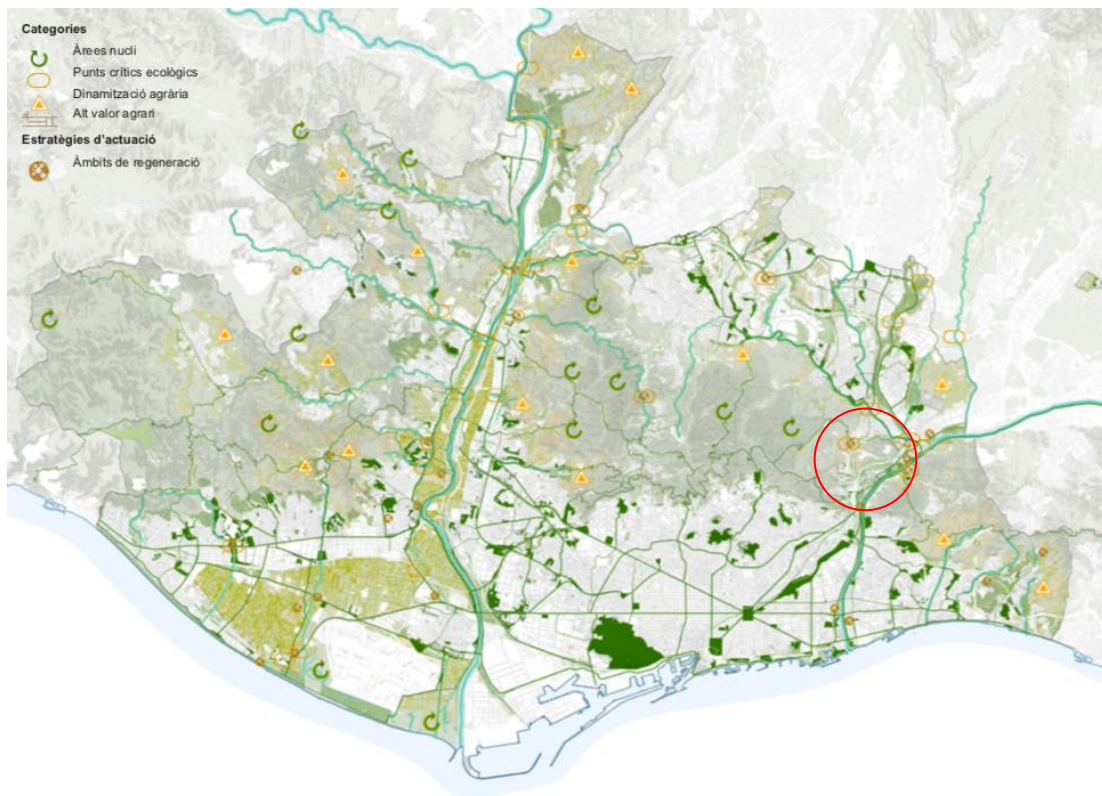 Categories
Àrees nucli
Punts crítics ecològics
Dinamització agrària
Alt valor agrari
Estratègies d'actuació
Àmbits de regeneració